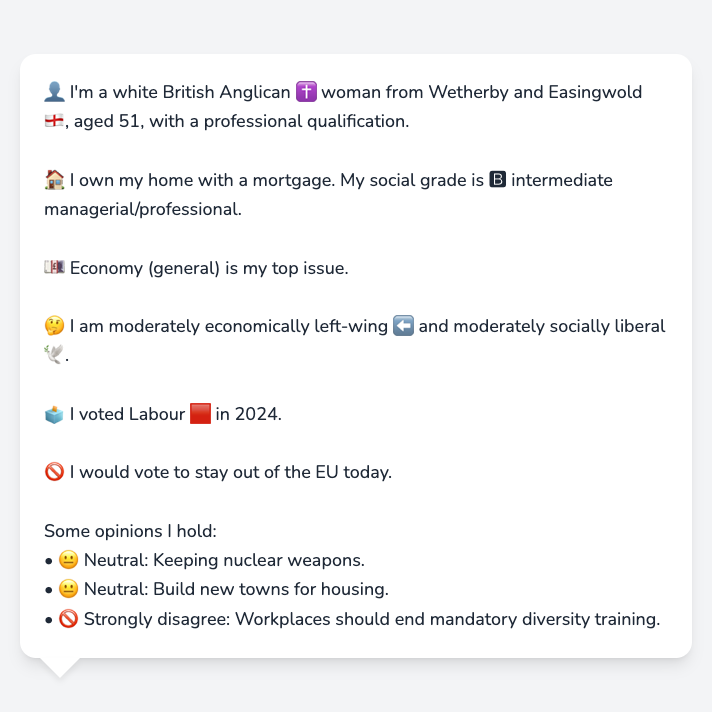 👤 I'm a white British Anglican ✝️ woman from Wetherby and Easingwold
🏴󠁧󠁢󠁥󠁮󠁧󠁿, aged 51, with a professional qualification.
🏠 I own my home with a mortgage. My social grade is 🅱 intermediate
managerial/professional.
💷 Economy (general) is my top issue.
🤔 I am moderately economically left-wing ⬅️ and moderately socially liberal
🕊️.
🗳️ I voted Labour 🟥 in 2024.
🚫 I would vote to stay out of the EU today.
Some opinions I hold:
• 😐 Neutral: Keeping nuclear weapons.
• 😐 Neutral: Build new towns for housing.
• 🚫 Strongly disagree: Workplaces should end mandatory diversity training.